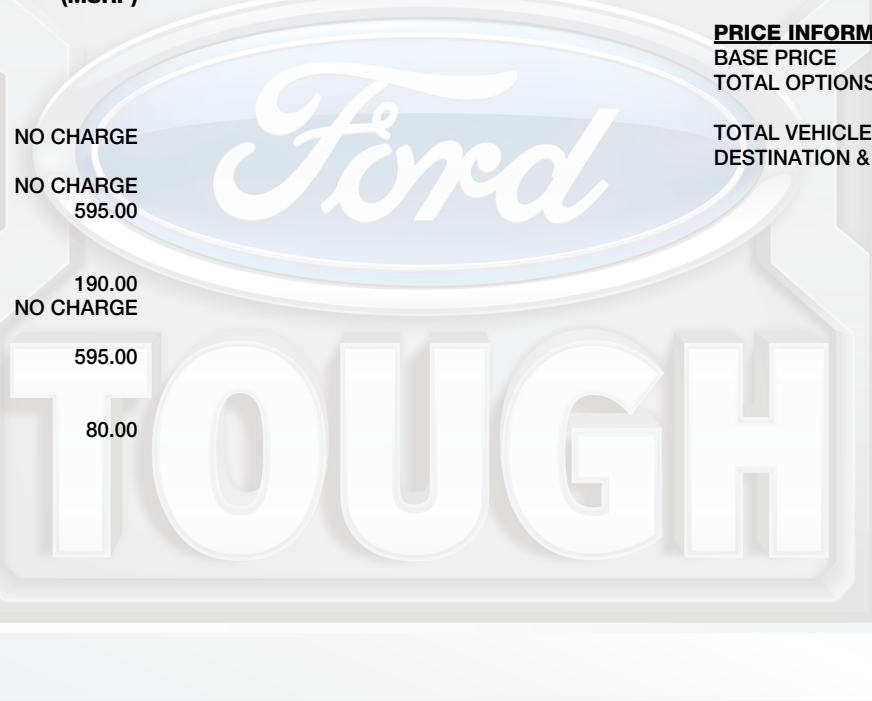 (MSRP)
NO CHARGE
NO CHARGE
595.00
190.00
NO CHARGE
595.00
80.00
PRICE INFORM
BASE PRICE
TOTAL OPTIONS
TOTAL VEHICLE
DESTINATION &
Ford
TOUGH